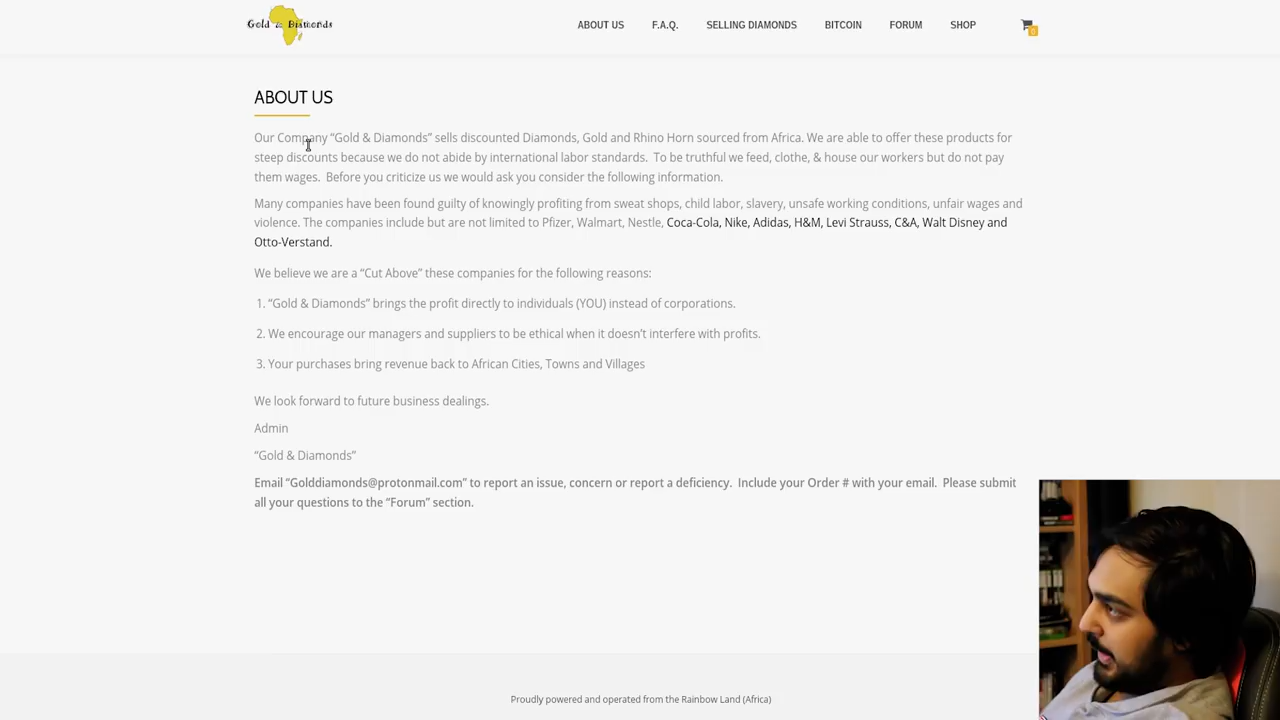 Gold & Diamonds
ABOUT US
F.A.Q.
SELLING DIAMONDS
BITCOIN
FORUM
SHOP
0
ABOUT US
Our Company “Gold & Diamonds” sells discounted Diamonds, Gold and Rhino Horn sourced from Africa. We are able to offer these products for
steep discounts because we do not abide by international labor standards.  To be truthful we feed, clothe, & house our workers but do not pay
them wages.  Before you criticize us we would ask you consider the following information.
Many companies have been found guilty of knowingly profiting from sweat shops, child labor, slavery, unsafe working conditions, unfair wages and
violence. The companies include but are not limited to Pfizer, Walmart, Nestle, Coca-Cola, Nike, Adidas, H&M, Levi Strauss, C&A, Walt Disney and
Otto-Verstand.
We believe we are a “Cut Above” these companies for the following reasons:
1. “Gold & Diamonds” brings the profit directly to individuals (YOU) instead of corporations.
2. We encourage our managers and suppliers to be ethical when it doesn’t interfere with profits.
3. Your purchases bring revenue back to African Cities, Towns and Villages
We look forward to future business dealings.
Admin
“Gold & Diamonds”
Email “Golddiamonds@protonmail.com” to report an issue, concern or report a deficiency.  Include your Order # with your email.  Please submit
all your questions to the “Forum” section.
Proudly powered and operated from the Rainbow Land (Africa)